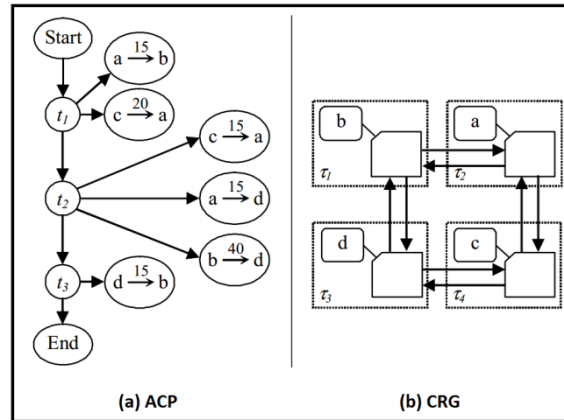 Start
a 15→ b
t1
c 20→ a
c 15→ a
t2
a 15→ d
b 40→ d
t3
d 15→ b
End
(a) ACP
b
a
τ1
τ2
d
c
τ3
τ4
(b) CRG